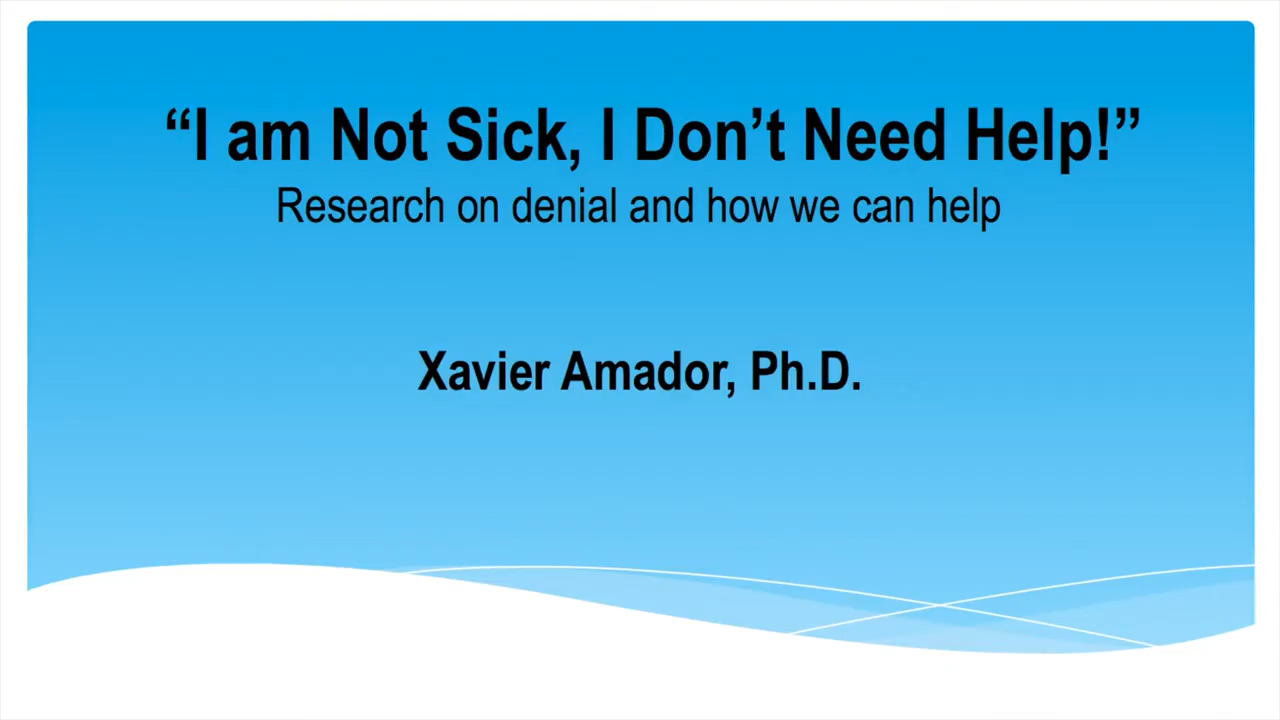 “I am Not Sick, I Don’t Need Help!”
Research on denial and how we can help
Xavier Amador, Ph.D.